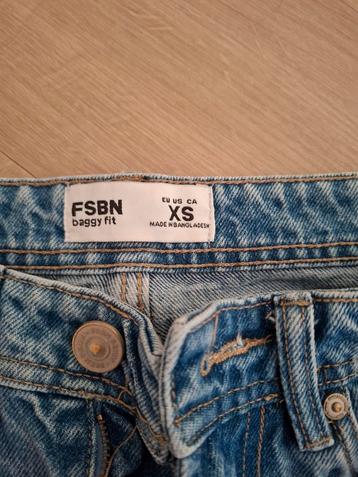 FSBN
baggy fit
EU US CA
XS
MADE IN BANGLADESH